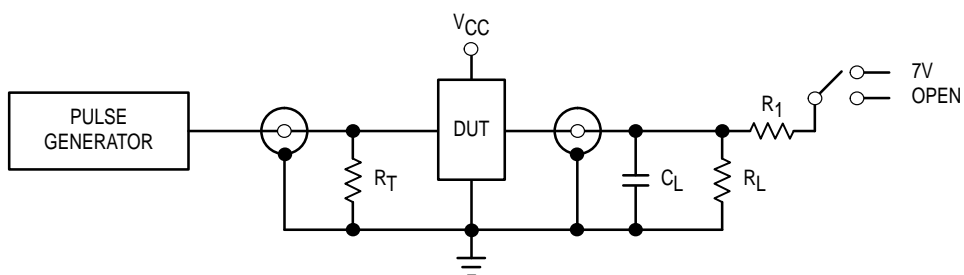 VCC
PULSE
GENERATOR
DUT
RT
CL
RL
R1
7V
OPEN